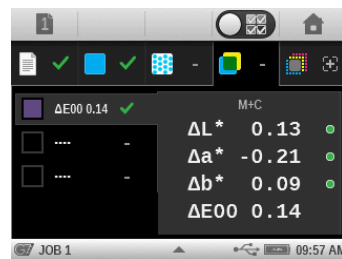 1
ΔE00 0.14
M+C
ΔL* 0.13
---- -
Δa* -0.21
---- -
Δb* 0.09
ΔE00 0.14
G7 JOB 1
09:57 AM